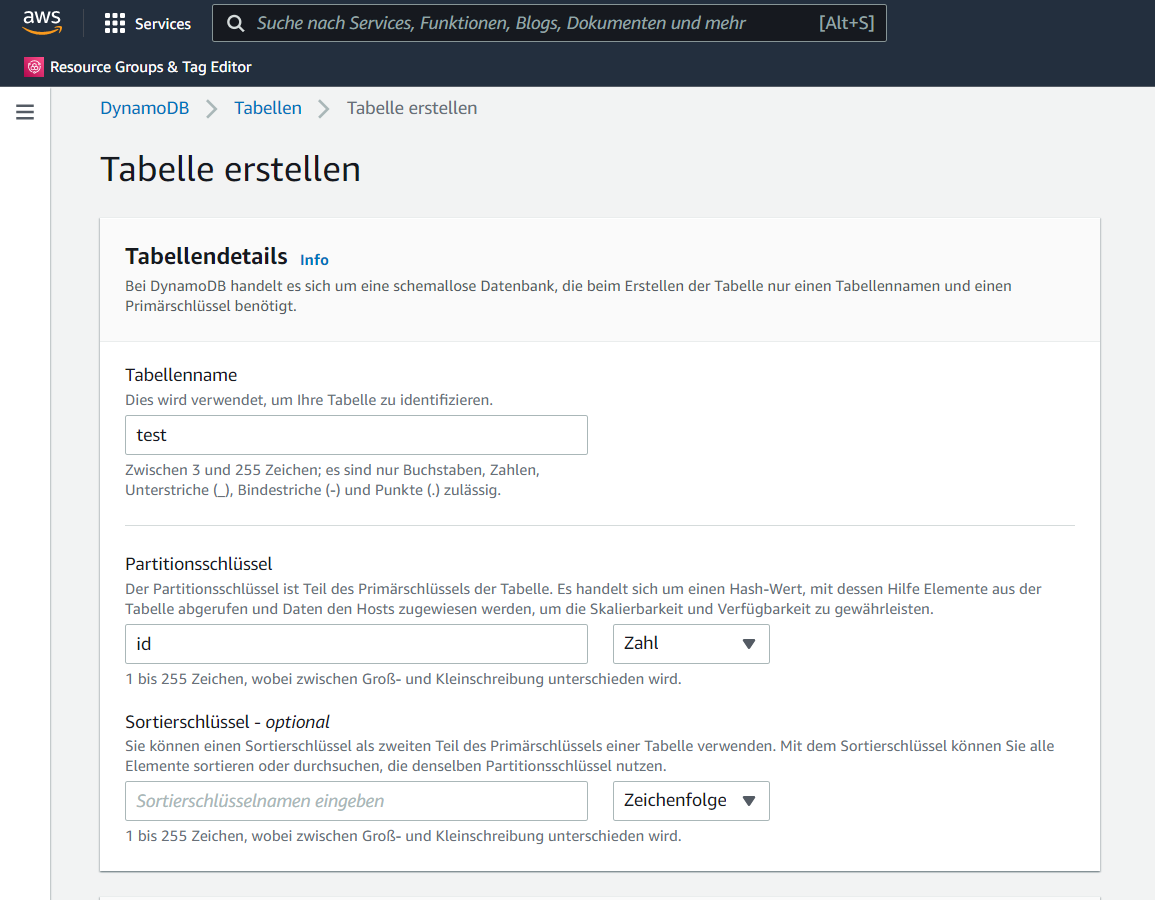 aws
Services
Suche nach Services, Funktionen, Blogs, Dokumenten und mehr
[Alt+S]
Resource Groups & Tag Editor
DynamoDB
Tabellen
Tabelle erstellen
Tabelle erstellen
Tabellendetails Info
Bei DynamoDB handelt es sich um eine schemallose Datenbank, die beim Erstellen der Tabelle nur einen Tabellennamen und einen
Primärschlüssel benötigt.
Tabellenname
Dies wird verwendet, um Ihre Tabelle zu identifizieren.
test
Zwischen 3 und 255 Zeichen; es sind nur Buchstaben, Zahlen,
Unterstriche (_), Bindestriche (-) und Punkte (.) zulässig.
Partitionsschlüssel
Der Partitionsschlüssel ist Teil des Primärschlüssels der Tabelle. Es handelt sich um einen Hash-Wert, mit dessen Hilfe Elemente aus der
Tabelle abgerufen und Daten den Hosts zugewiesen werden, um die Skalierbarkeit und Verfügbarkeit zu gewährleisten.
id
Zahl
1 bis 255 Zeichen, wobei zwischen Groß- und Kleinschreibung unterschieden wird.
Sortierschlüssel - optional
Sie können einen Sortierschlüssel als zweiten Teil des Primärschlüssels einer Tabelle verwenden. Mit dem Sortierschlüssel können Sie alle
Elemente sortieren oder durchsuchen, die denselben Partitionsschlüssel nutzen.
Sortierschlüsselnamen eingeben
Zeichenfolge
1 bis 255 Zeichen, wobei zwischen Groß- und Kleinschreibung unterschieden wird.